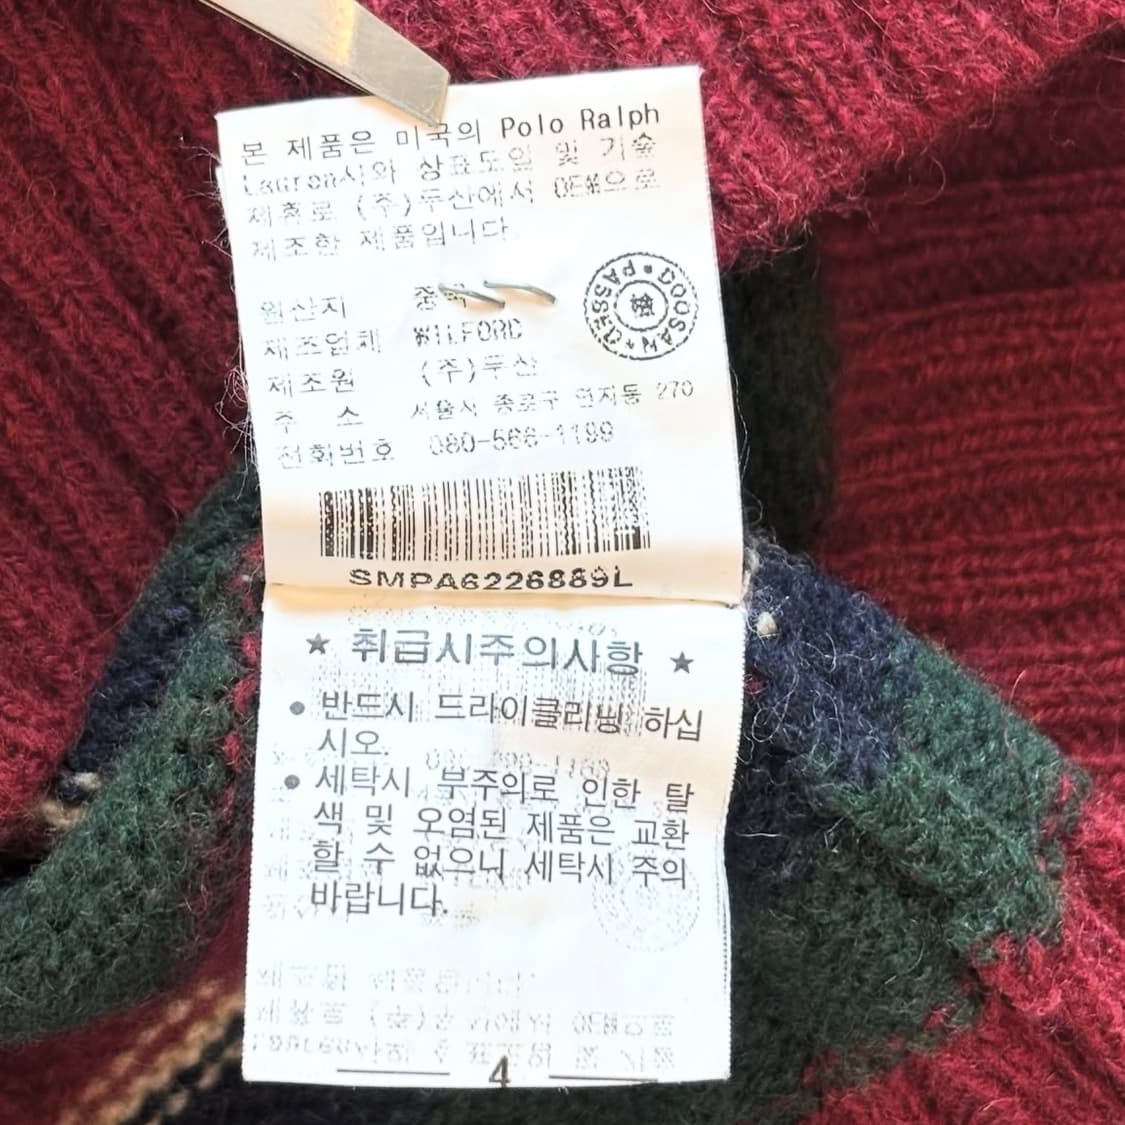 본 제품은 미국의 Polo Ralph
Lauren사와 상표도입 및 기술
제휴로 (주)두산에서 OEM으로
제조한 제품입니다.
원산지 중국
제조업체 WILFORD
제조원 (주)두산
주 소 서울시 종로구 연지동 270
전화번호
DOOSAN PASSED
SMPA6226889L
★ 취급시주의사항 ★
● 반드시 드라이클리닝 하십
시오.
● 세탁시 부주의로 인한 탈
색 및 오염된 제품은 교환
할 수 없으니 세탁시 주의
바랍니다.
4